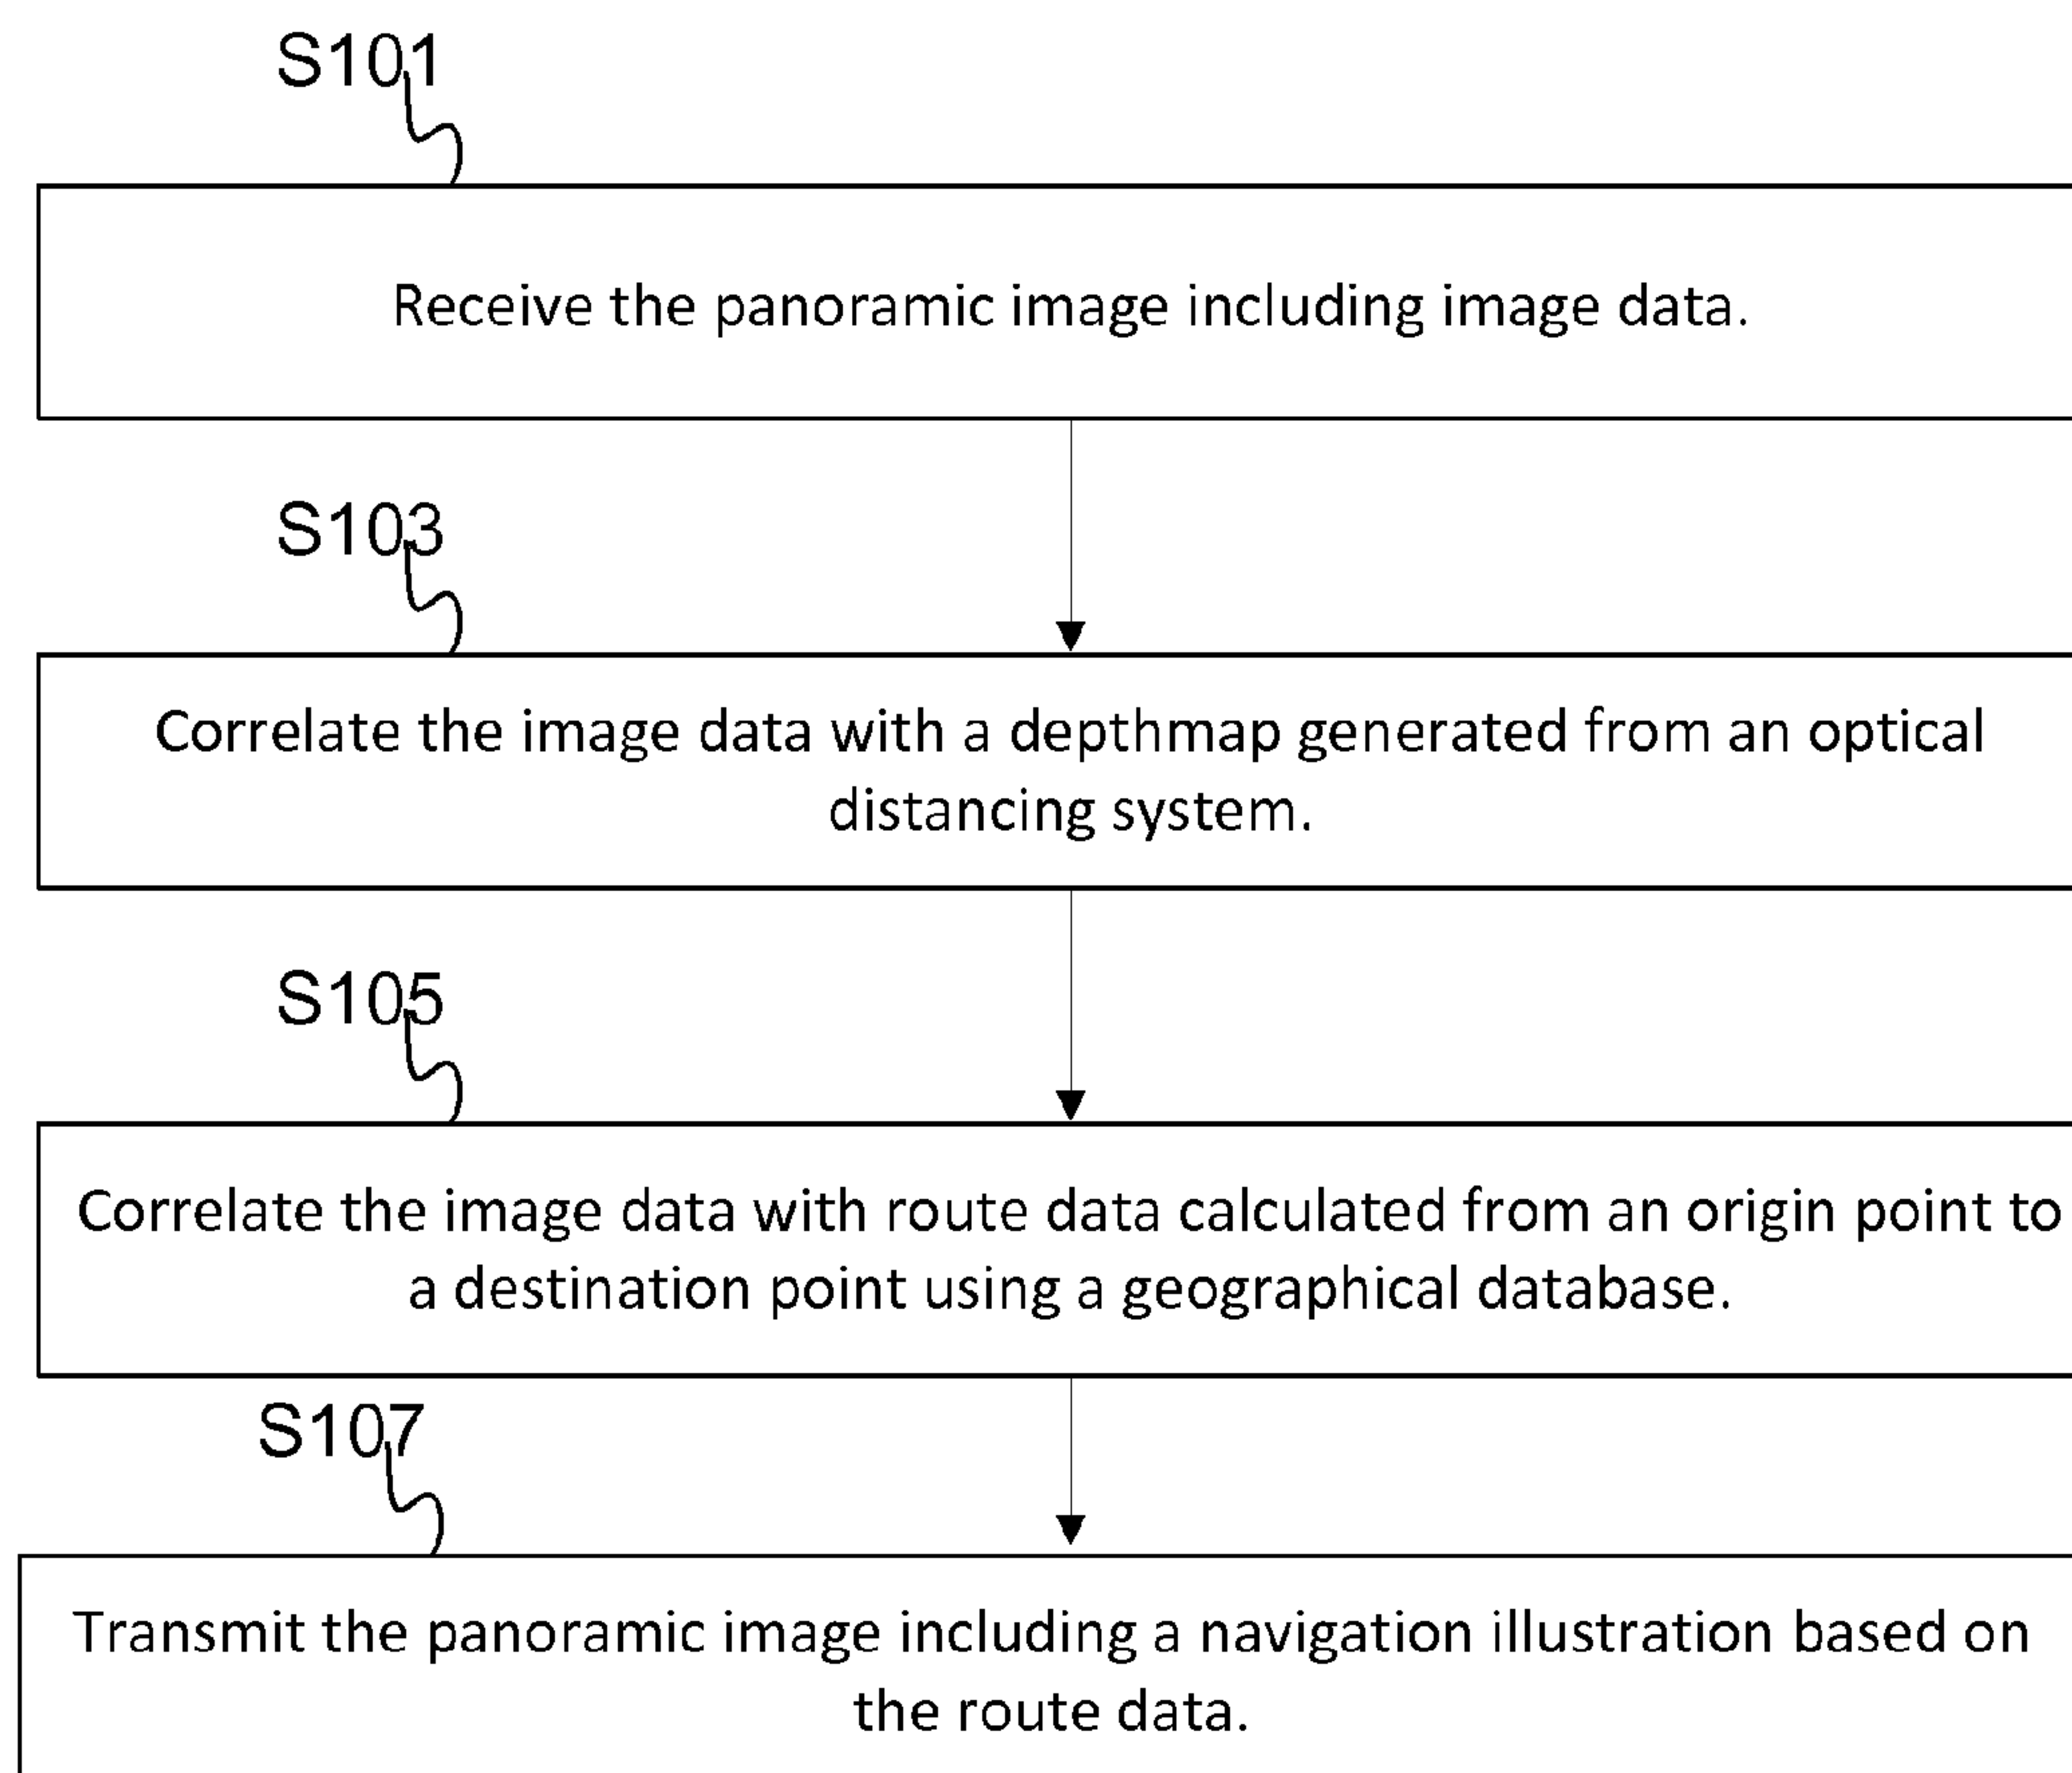 S101
Receive the panoramic image including image data.
S103
Correlate the image data with a depthmap generated from an optical
distancing system.
S105
Correlate the image data with route data calculated from an origin point to
a destination point using a geographical database.
S107
Transmit the panoramic image including a navigation illustration based on
the route data.